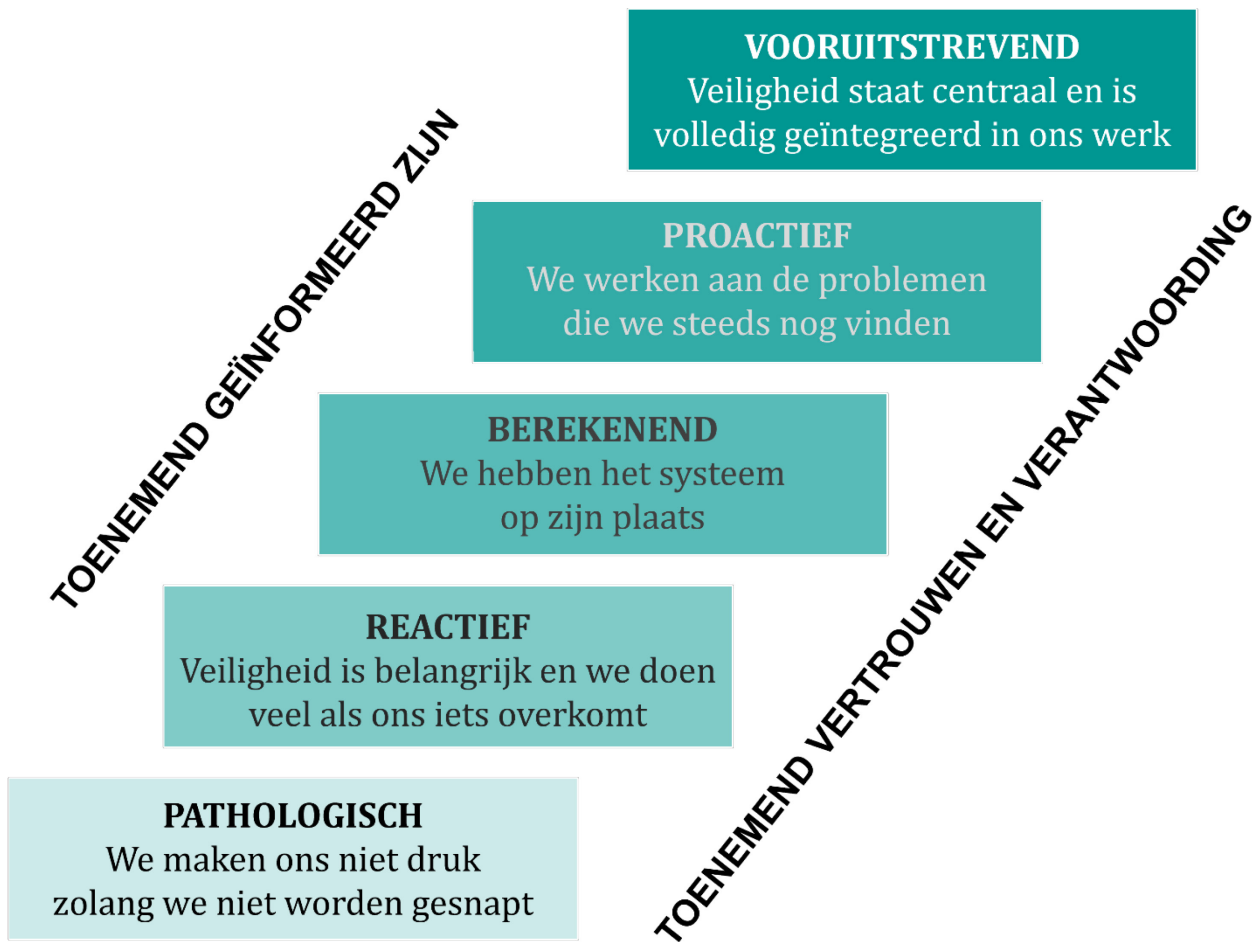 VOORUITSTREVEND
Veiligheid staat centraal en is
volledig geïntegreerd in ons werk
TOENEMEND GEÏNFORMEERD ZIJN
PROACTIEF
We werken aan de problemen
die we steeds nog vinden
BEREKENEND
We hebben het systeem
op zijn plaats
TOENEMEND VERTROUWEN EN VERANTWOORDING
REACTIEF
Veiligheid is belangrijk en we doen
veel als ons iets overkomt
PATHOLOGISCH
We maken ons niet druk
zolang we niet worden gesnapt